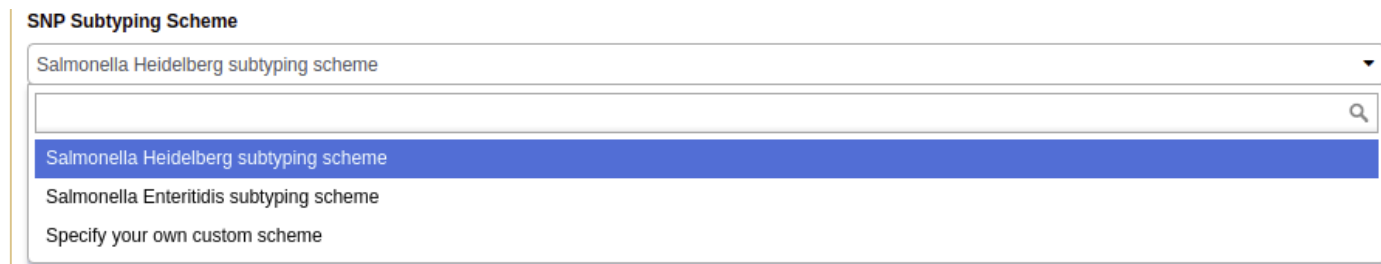 SNP Subtyping Scheme
Salmonella Heidelberg subtyping scheme
Salmonella Heidelberg subtyping scheme
Salmonella Enteritidis subtyping scheme
Specify your own custom scheme